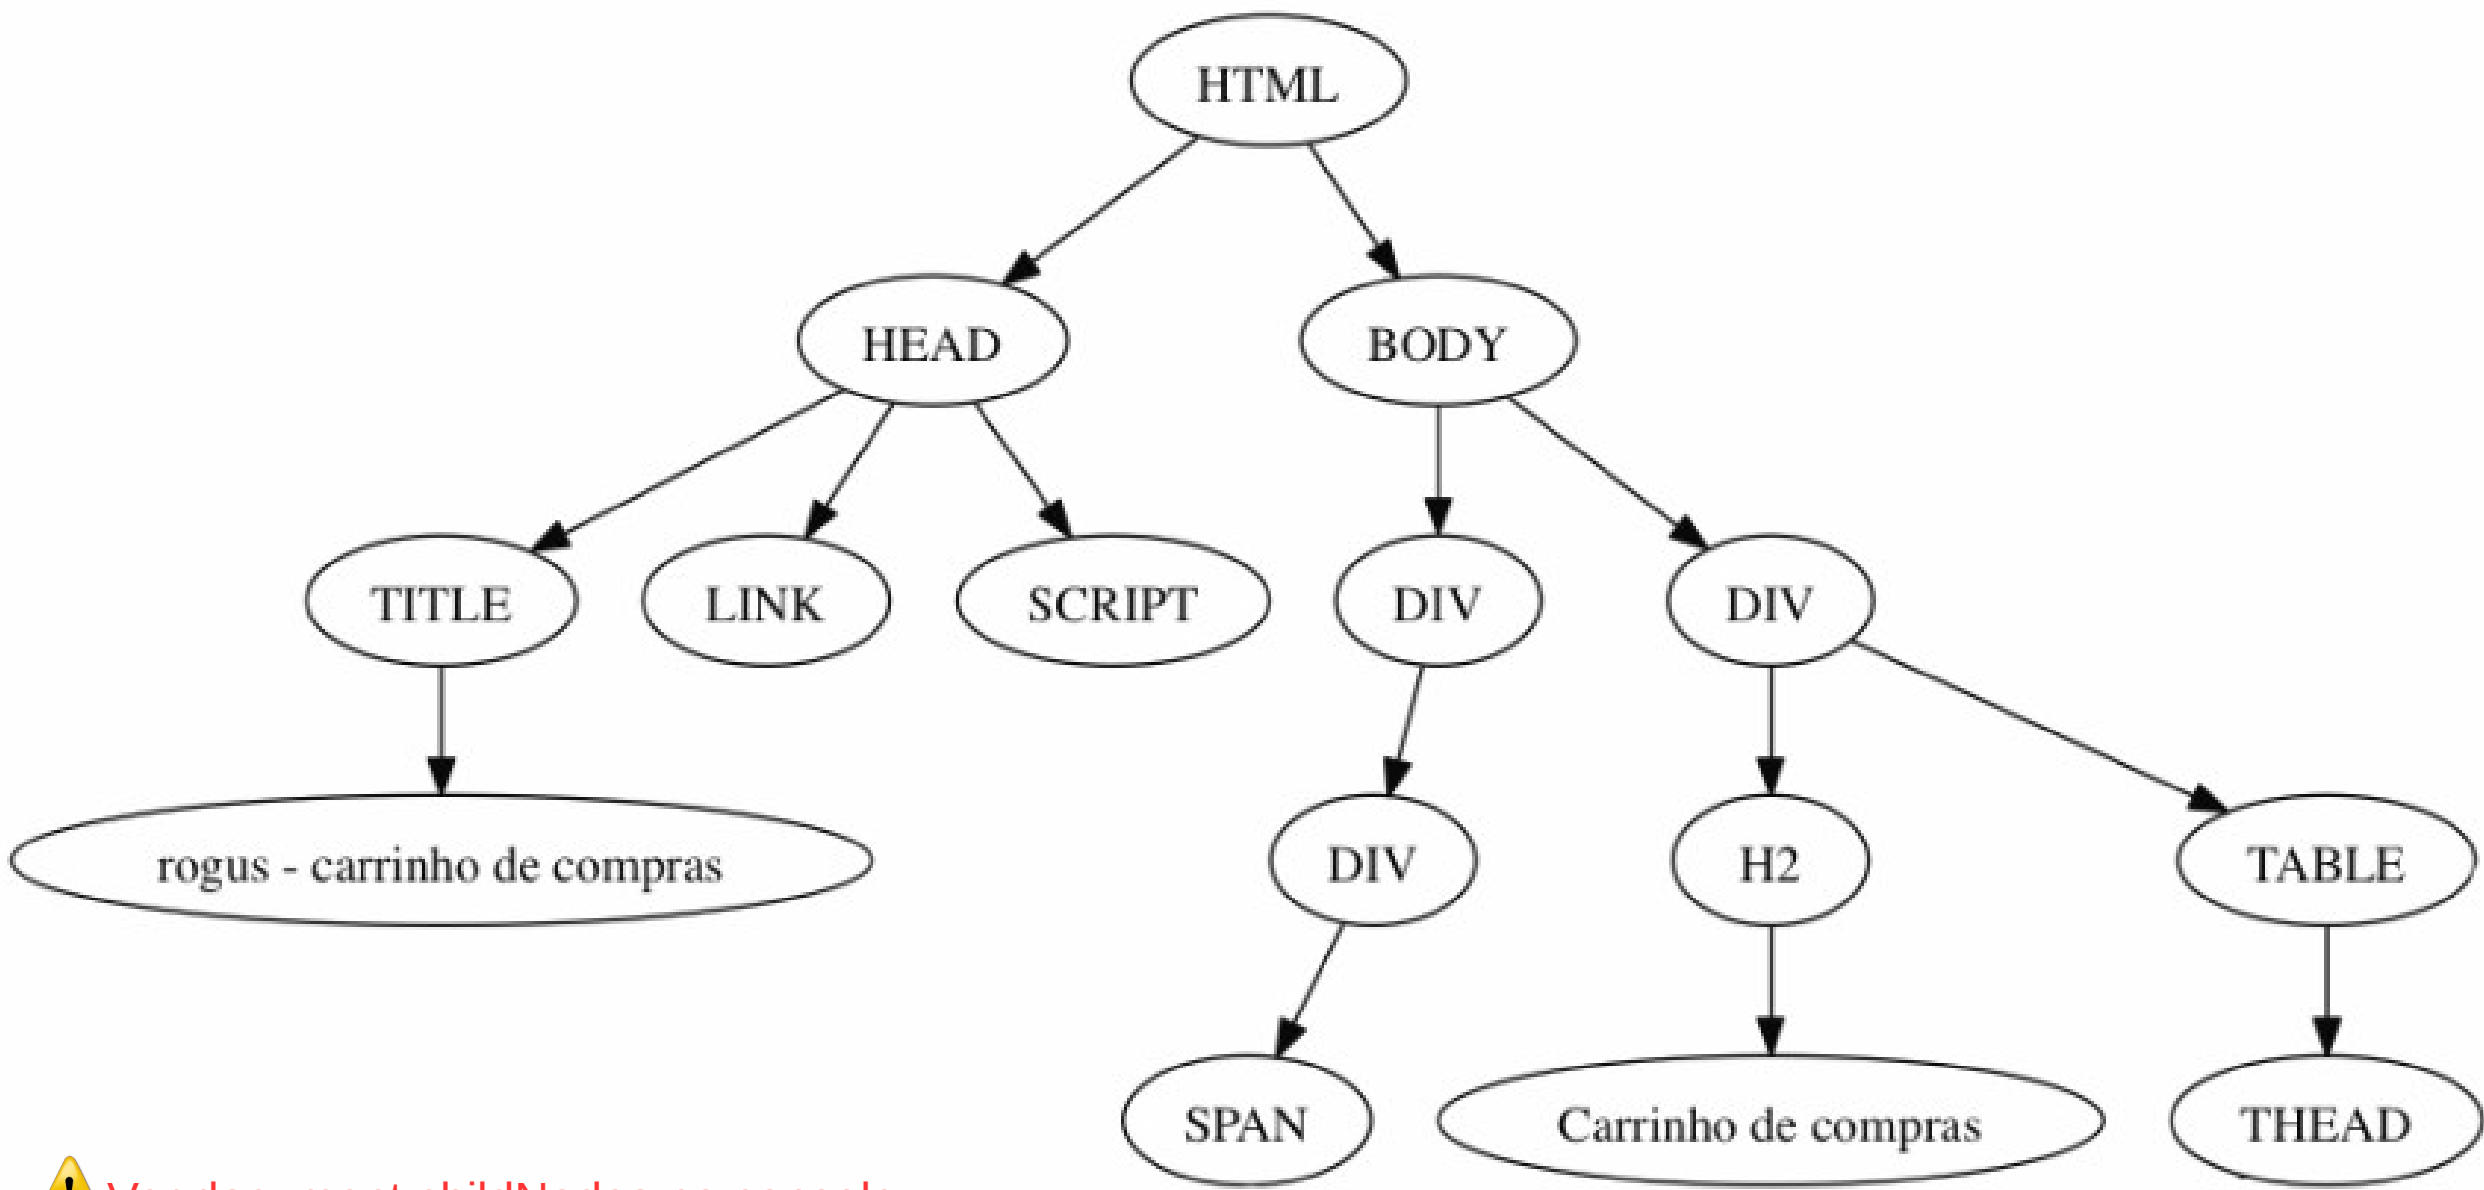 HTML
HEAD
BODY
TITLE
LINK
SCRIPT
DIV
DIV
rogus - carrinho de compras
DIV
H2
TABLE
SPAN
Carrinho de compras
THEAD